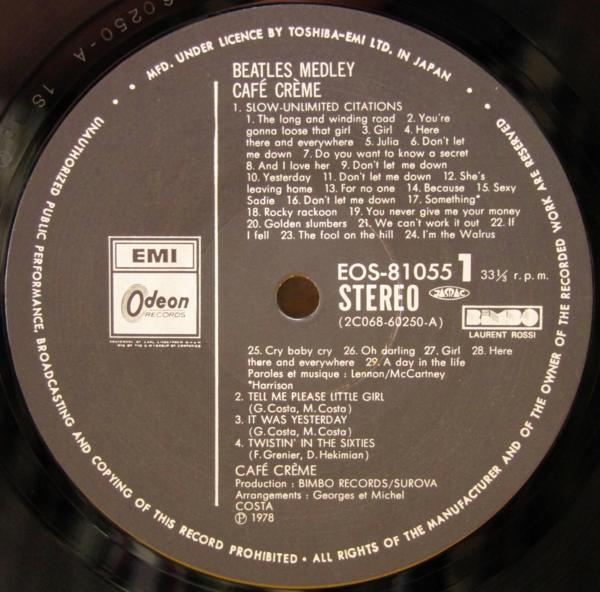 60250-A 1S
• MFD. UNDER LICENCE BY TOSHIBA-EMI LTD. IN JAPAN •
BEATLES MEDLEY
CAFÉ CRÈME
1. SLOW-UNLIMITED CITATIONS
1. The long and winding road 2. You're
gonna loose that girl 3. Girl 4. Here
there and everywhere 5. Julia 6. Don't let
me down 7. Do you want to know a secret
8. And I love her 9. Don't let me down
10. Yesterday 11. Don't let me down 12. She's
leaving home 13. For no one 14. Because 15. Sexy
Sadie 16. Don't let me down 17. Something*
18. Rocky rackoon 19. You never give me your money
20. Golden slumbers 21. We can't work it out 22. If
I fell 23. The fool on the hill 24. I'm the Walrus
EMI
Odeon
RECORDS
EOS-81055 1 33⅓ r.p.m.
STEREO JASRAC
(2C068-60250-A)
BIMBO
LAURENT ROSSI
25. Cry baby cry 26. Oh darling 27. Girl 28. Here
there and everywhere 29. A day in the life
Paroles et musique : Lennon/McCartney
*Harrison
2. TELL ME PLEASE LITTLE GIRL
(G. Costa, M. Costa)
3. IT WAS YESTERDAY
(G. Costa, M. Costa)
4. TWISTIN' IN THE SIXTIES
(F. Grenier, D. Hekimian)
CAFÉ CRÈME
Production : BIMBO RECORDS/SUROVA
Arrangements : Georges et Michel
COSTA
℗ 1978
UNAUTHORIZED PUBLIC PERFORMANCE, BROADCASTING AND COPYING OF THIS RECORD PROHIBITED • ALL RIGHTS OF THE MANUFACTURER AND OF THE OWNER OF THE RECORDED WORK ARE RESERVED